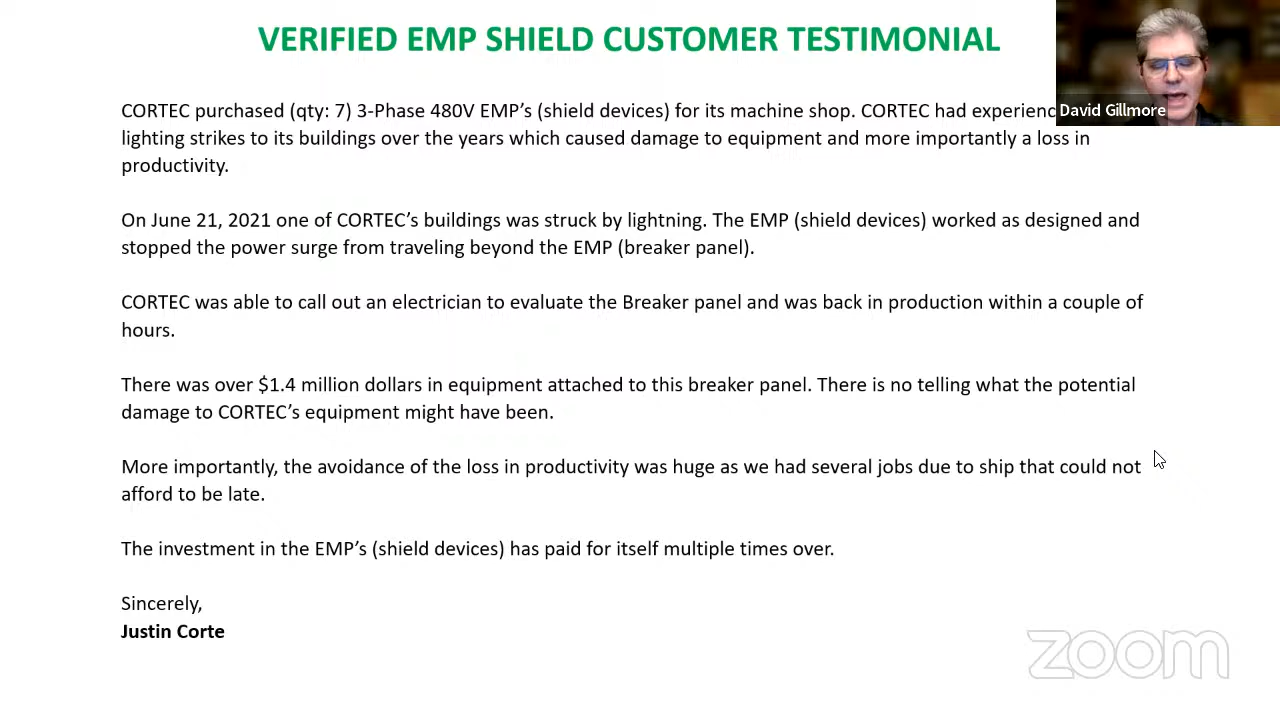 VERIFIED EMP SHIELD CUSTOMER TESTIMONIAL
David Gillmore
CORTEC purchased (qty: 7) 3-Phase 480V EMP's (shield devices) for its machine shop. CORTEC had
lighting strikes to its buildings over the years which caused damage to equipment and more importantly a loss in
productivity.
On June 21, 2021 one of CORTEC's buildings was struck by lightning. The EMP (shield devices) worked as designed and
stopped the power surge from traveling beyond the EMP (breaker panel).
CORTEC was able to call out an electrician to evaluate the Breaker panel and was back in production within a couple of
hours.
There was over $1.4 million dollars in equipment attached to this breaker panel. There is no telling what the potential
damage to CORTEC's equipment might have been.
More importantly, the avoidance of the loss in productivity was huge as we had several jobs due to ship that could not
afford to be late.
The investment in the EMP's (shield devices) has paid for itself multiple times over.
Sincerely,
Justin Corte
zoom